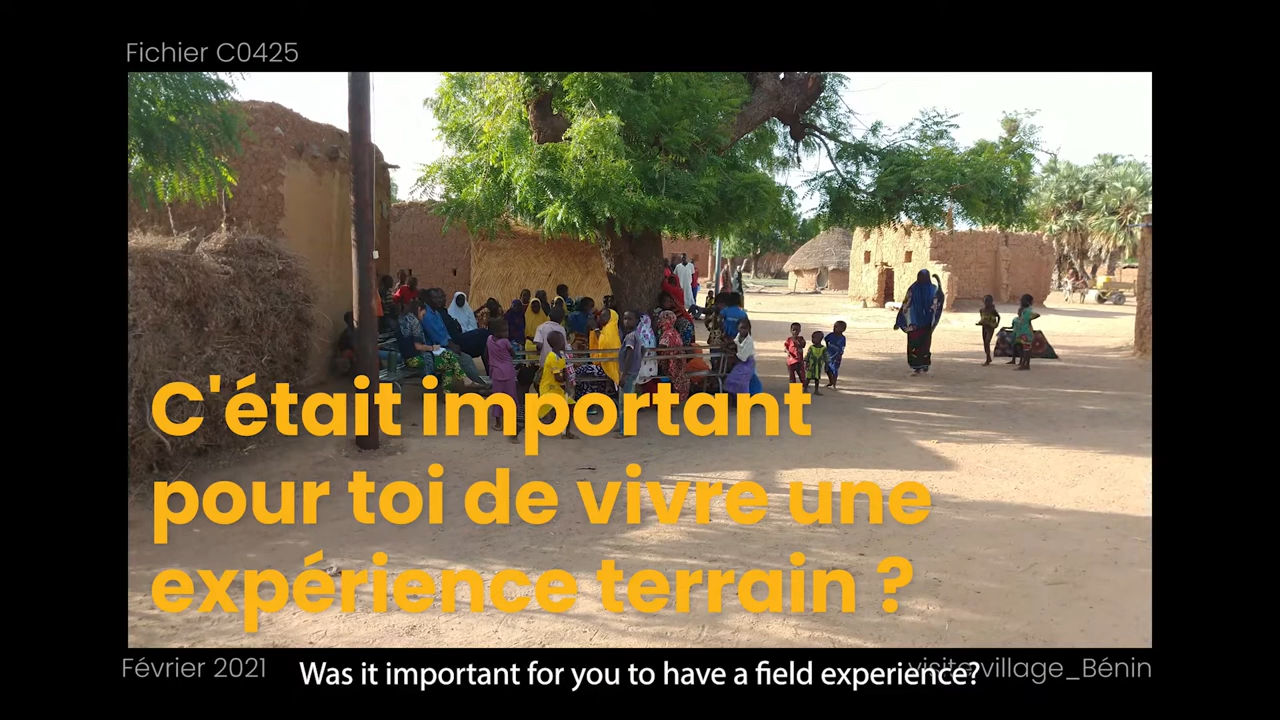 Fichier C0425
C'était important
pour toi de vivre une
expérience terrain ?
Février 2021
Was it important for you to have a field experience?
visite village_Bénin